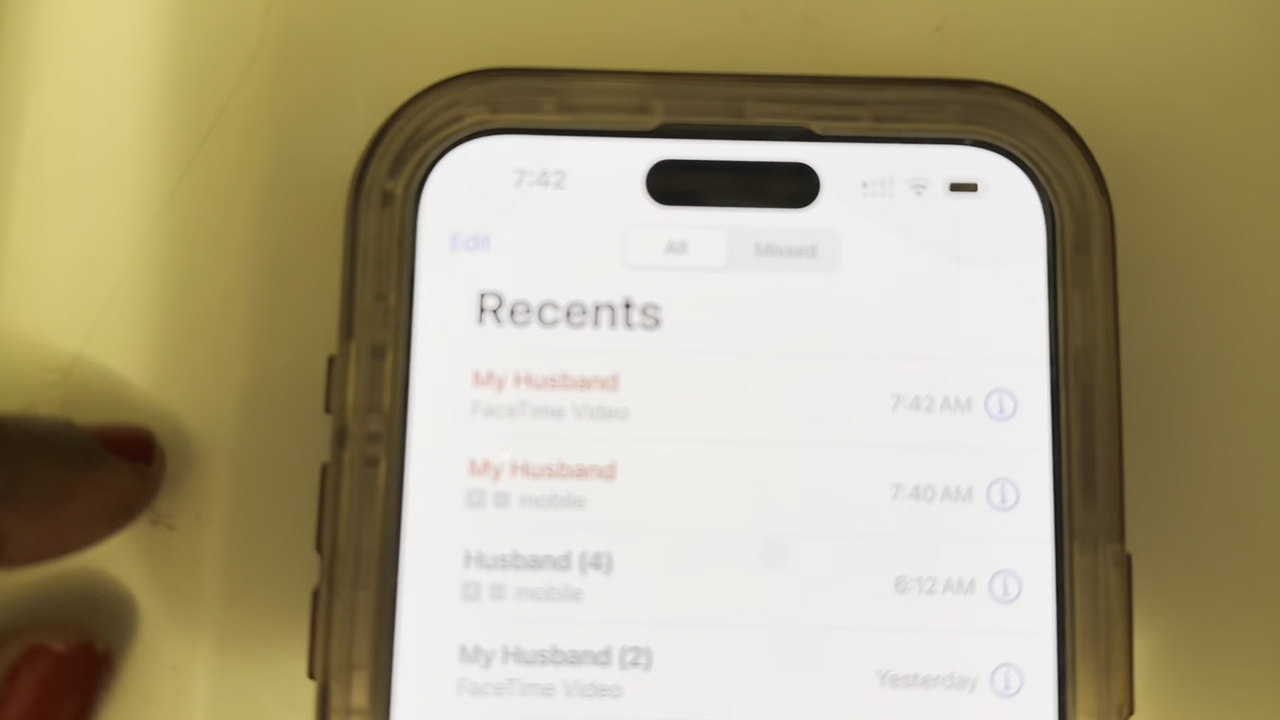 7:42
Edit
All Missed
Recents
My Husband
FaceTime Video
7:42 AM
My Husband
mobile
7:40 AM
Husband (4)
mobile
6:12 AM
My Husband (2)
FaceTime Video
Yesterday